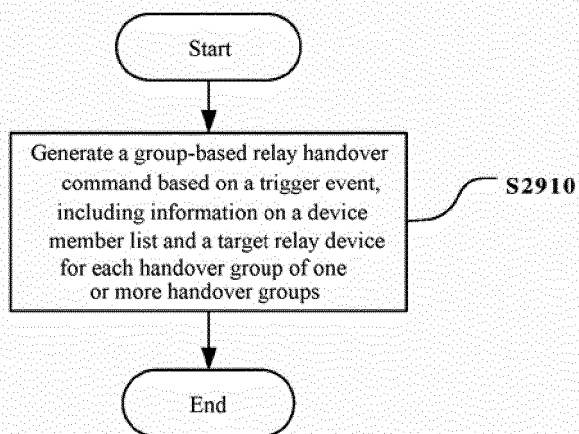 Start
Generate a group-based relay handover
command based on a trigger event,
including information on a device
member list and a target relay device
for each handover group of one
or more handover groups
S2910
End